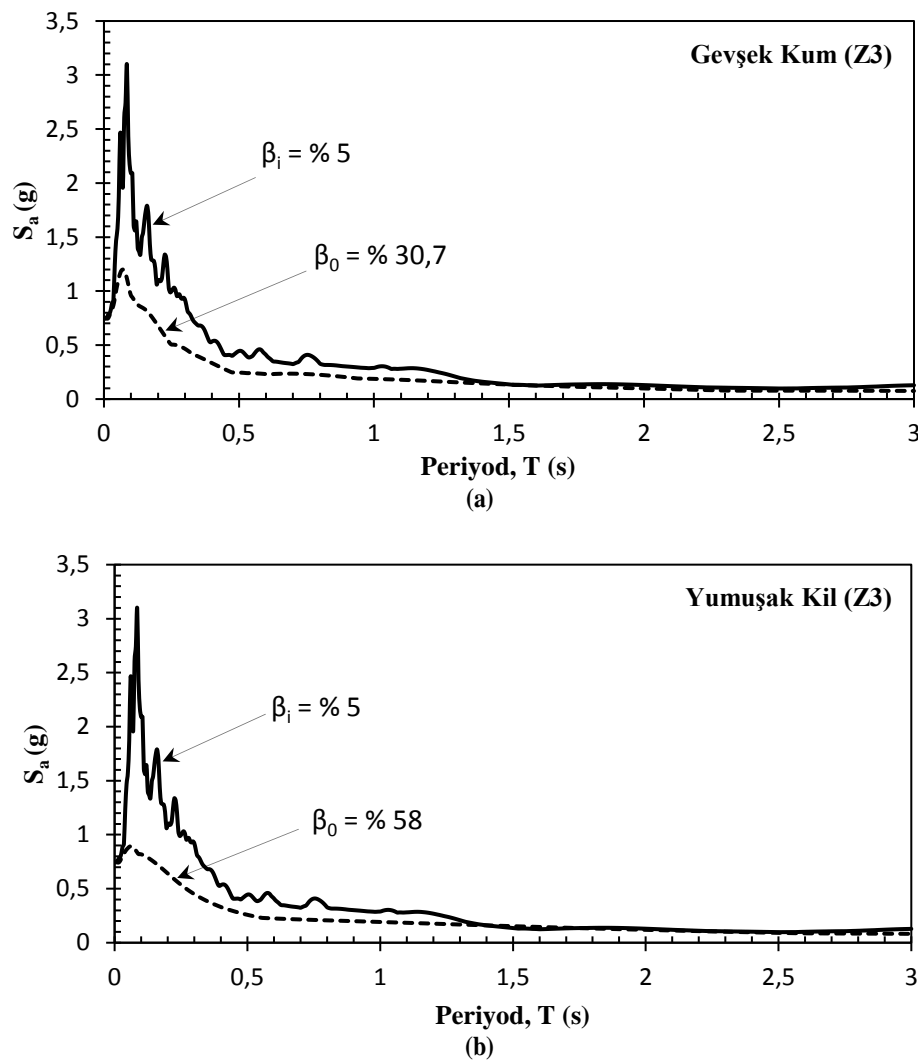 3,5
Gevşek Kum (Z3)
3
2,5
βi = % 5
2
Sa (g)
1,5
β0 = % 30,7
1
0,5
0
0 0,5 1 1,5 2 2,5 3
Periyod, T (s)
(a)
3,5
Yumuşak Kil (Z3)
3
2,5
βi = % 5
2
Sa (g)
1,5
β0 = % 58
1
0,5
0
0 0,5 1 1,5 2 2,5 3
Periyod, T (s)
(b)